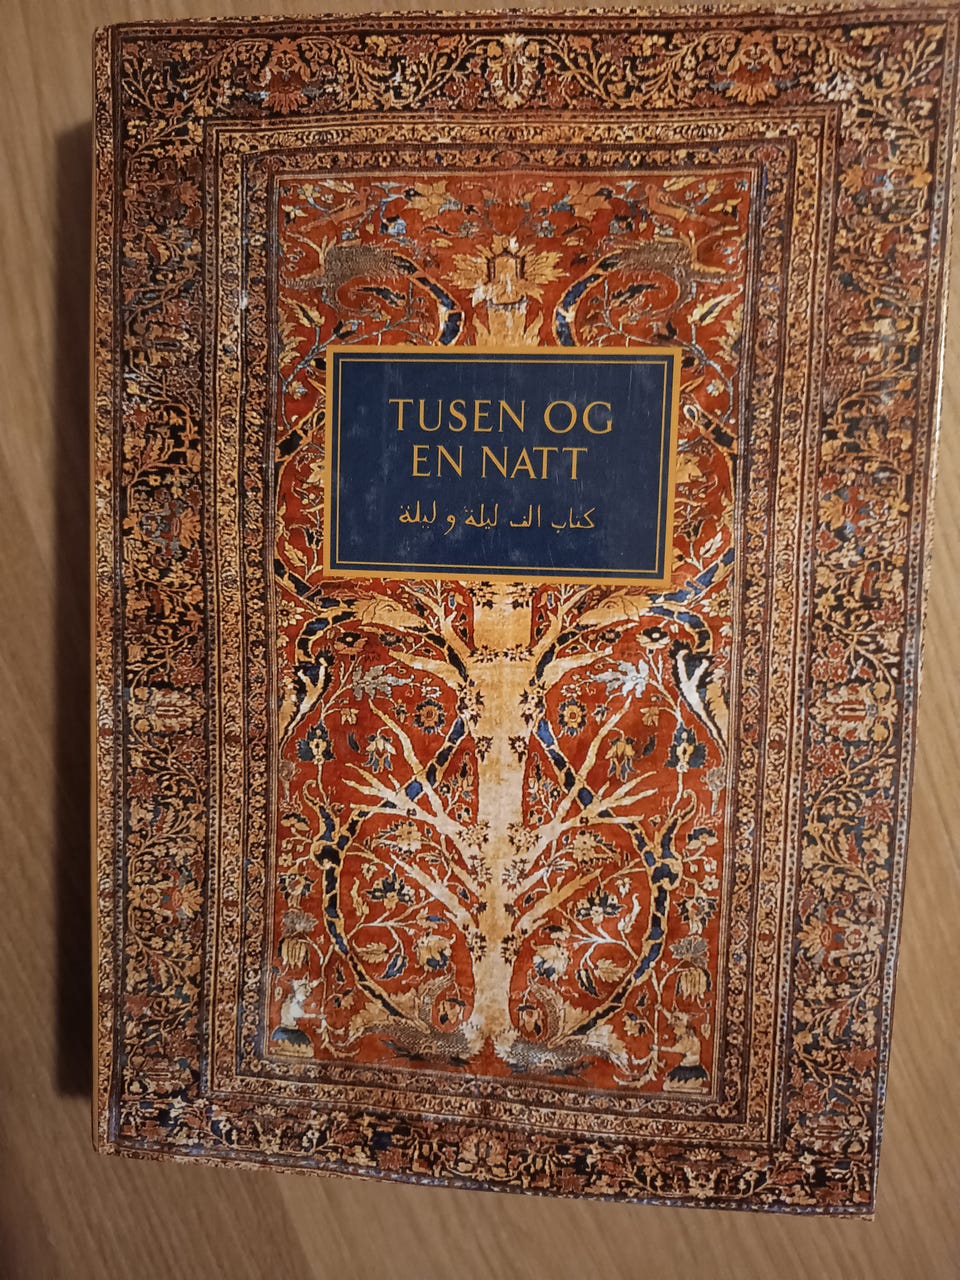 TUSEN OG
EN NATT
كتاب الف ليلة و ليلة